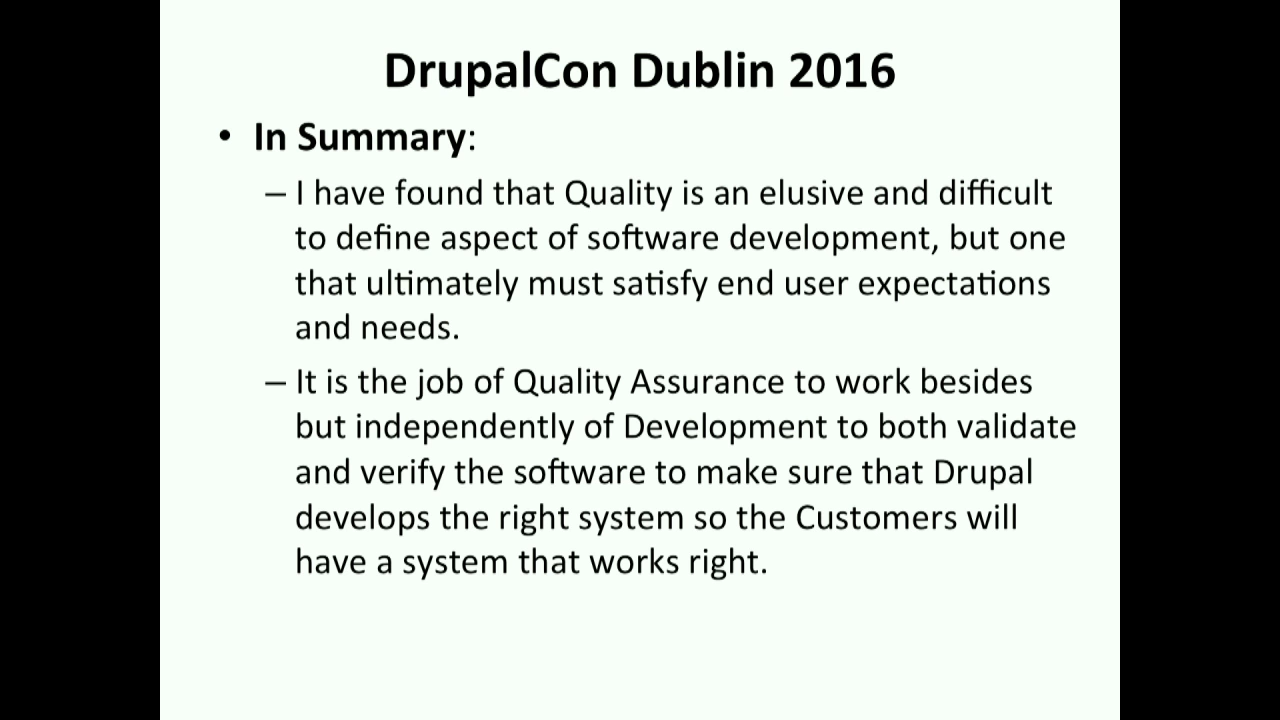 DrupalCon Dublin 2016
• In Summary:
– I have found that Quality is an elusive and difficult
to define aspect of software development, but one
that ultimately must satisfy end user expectations
and needs.
– It is the job of Quality Assurance to work besides
but independently of Development to both validate
and verify the software to make sure that Drupal
develops the right system so the Customers will
have a system that works right.